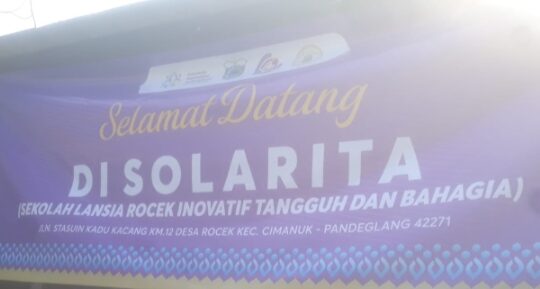 Selamat Datang
DI SOLARITA
(SEKOLAH LANSIA ROCEK INOVATIF TANGGUH DAN BAHAGIA)
JLN. STASUIN KADU KACANG KM.12 DESA ROCEK KEC. CIMANUK - PANDEGLANG 42271